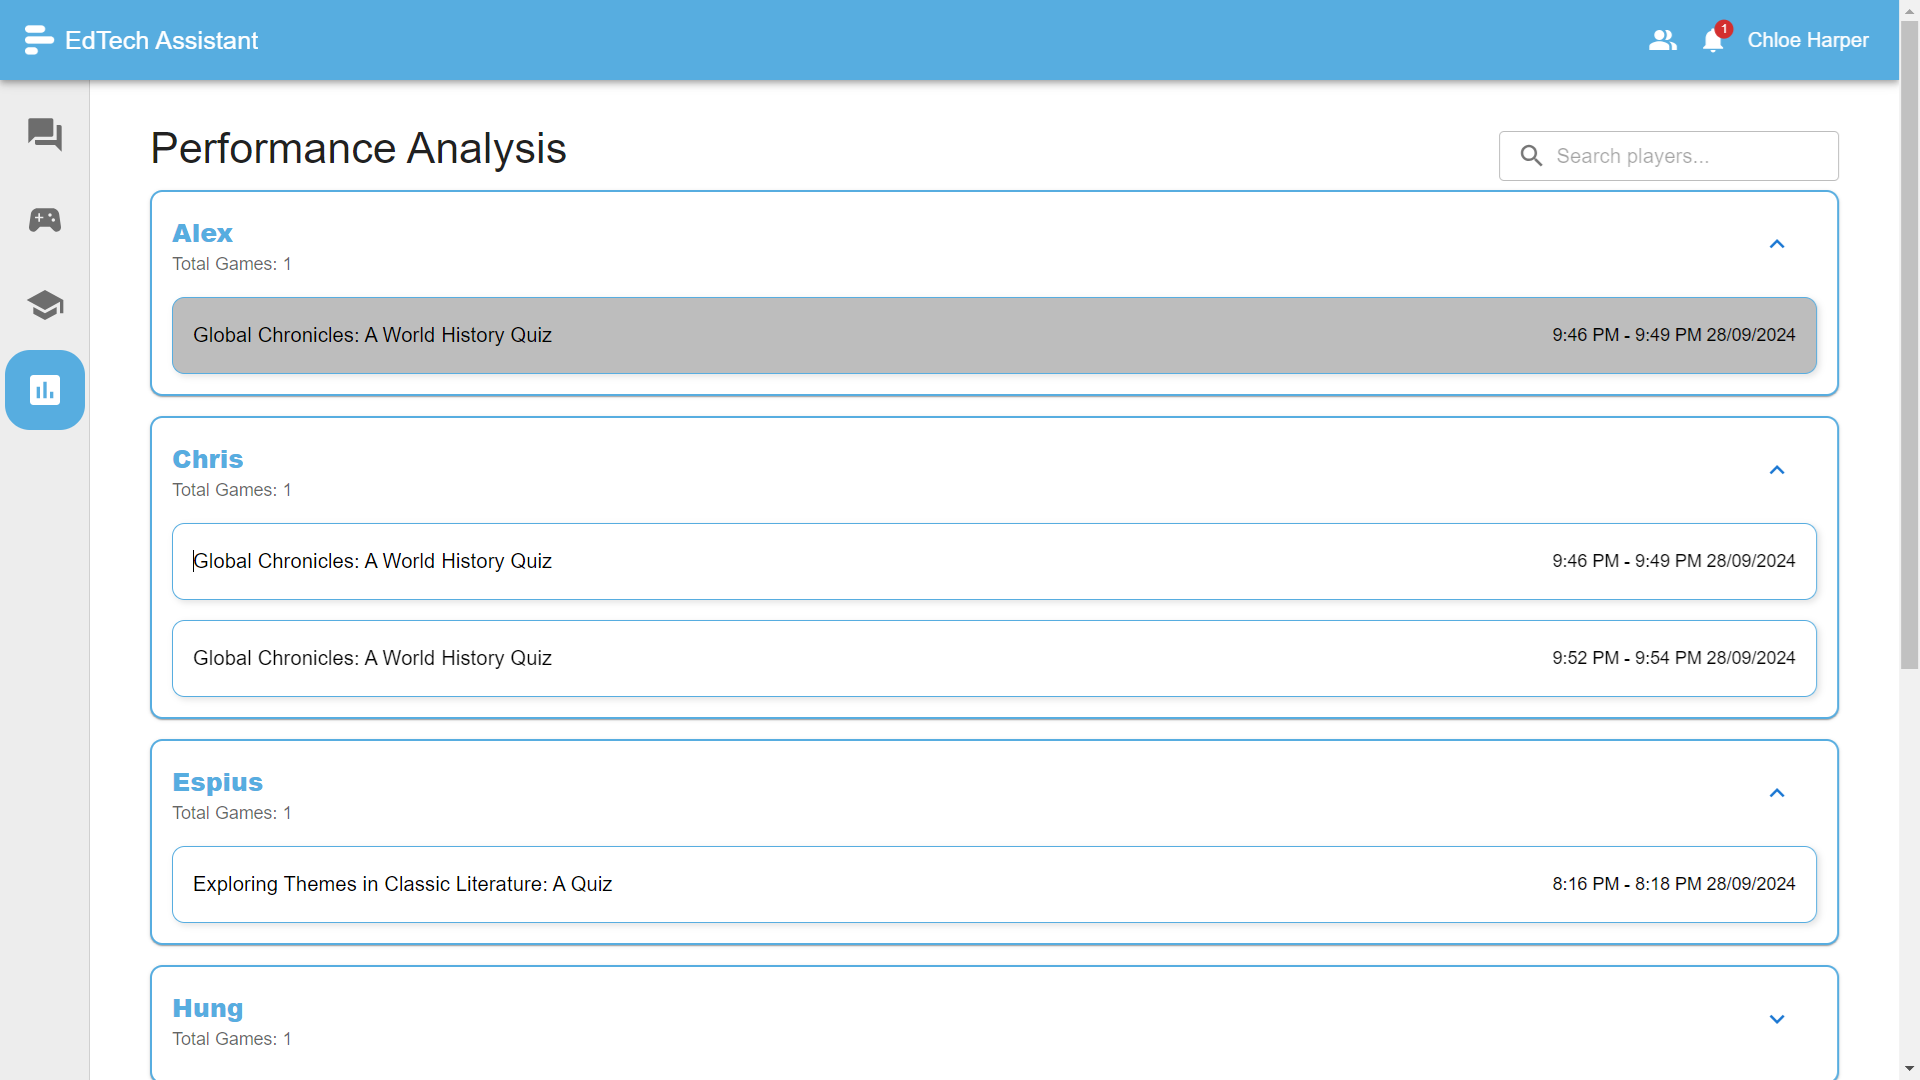 EdTech Assistant
1
Chloe Harper
Performance Analysis
Search players...
Alex
Total Games: 1
Global Chronicles: A World History Quiz 9:46 PM - 9:49 PM 28/09/2024
Chris
Total Games: 1
Global Chronicles: A World History Quiz 9:46 PM - 9:49 PM 28/09/2024
Global Chronicles: A World History Quiz 9:52 PM - 9:54 PM 28/09/2024
Espius
Total Games: 1
Exploring Themes in Classic Literature: A Quiz 8:16 PM - 8:18 PM 28/09/2024
Hung
Total Games: 1